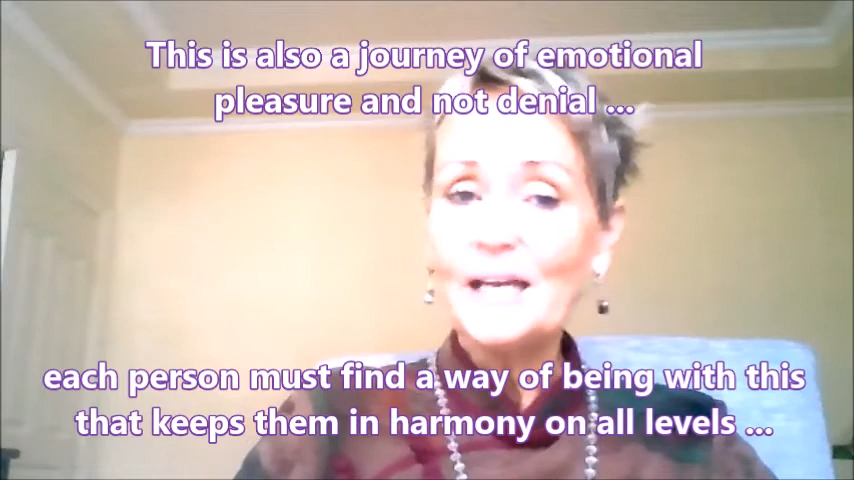 This is also a journey of emotional
pleasure and not denial ...
each person must find a way of being with this
that keeps them in harmony on all levels ...